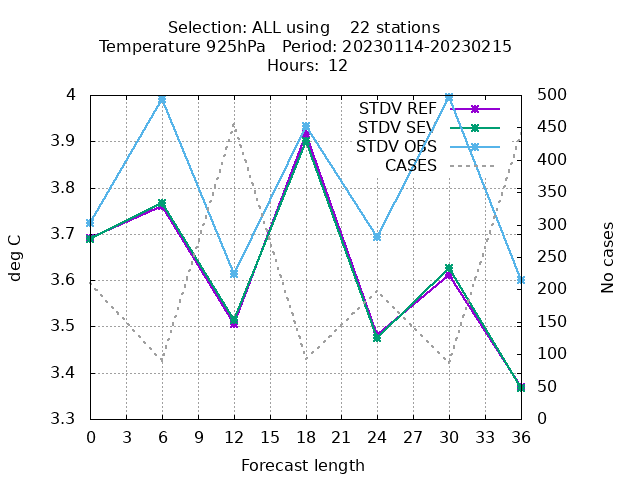 Selection: ALL using    22 stations
Temperature 925hPa   Period: 20230114-20230215
Hours: 12
STDV REF
STDV SEV
STDV OBS
CASES
deg C
4
3.9
3.8
3.7
3.6
3.5
3.4
3.3
No cases
500
450
400
350
300
250
200
150
100
50
0
0 3 6 9 12 15 18 21 24 27 30 33 36
Forecast length